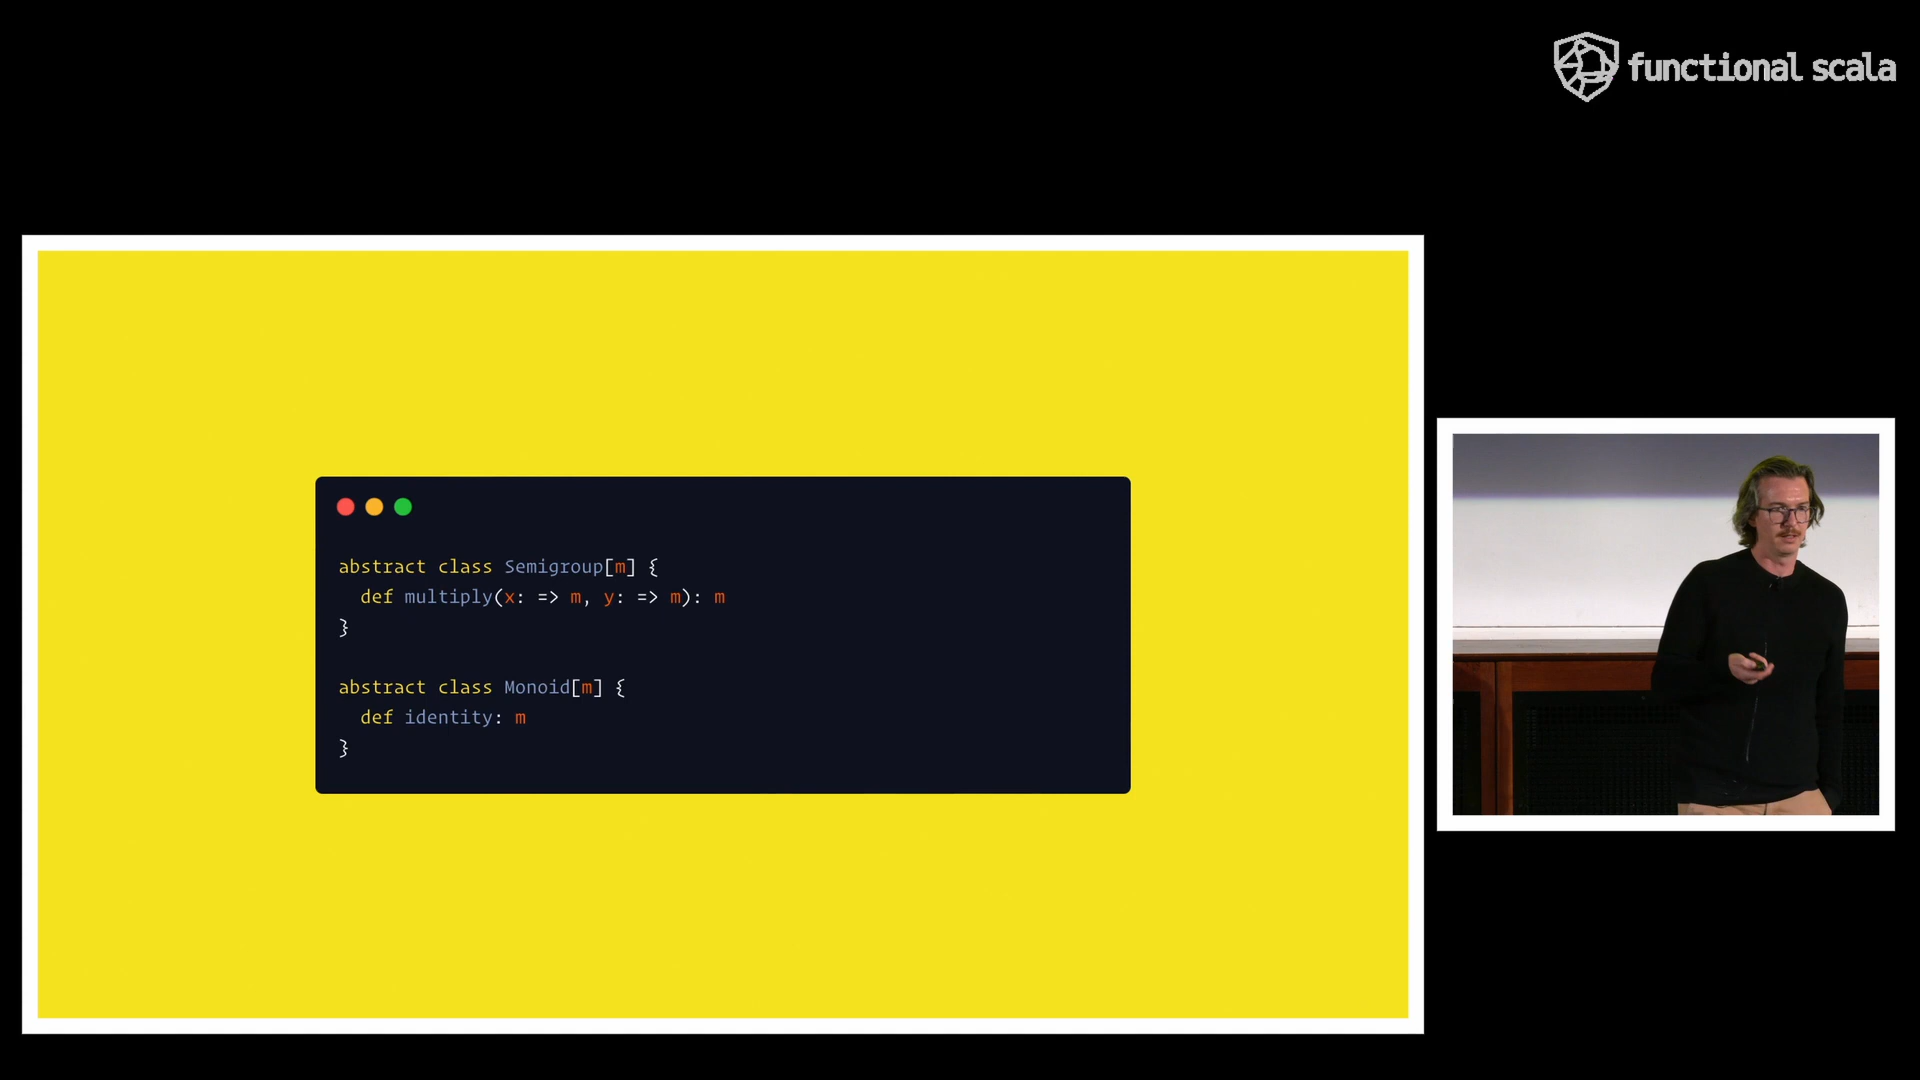 functional scala
abstract class Semigroup[m] {
  def multiply(x: => m, y: => m): m
}
abstract class Monoid[m] {
  def identity: m
}